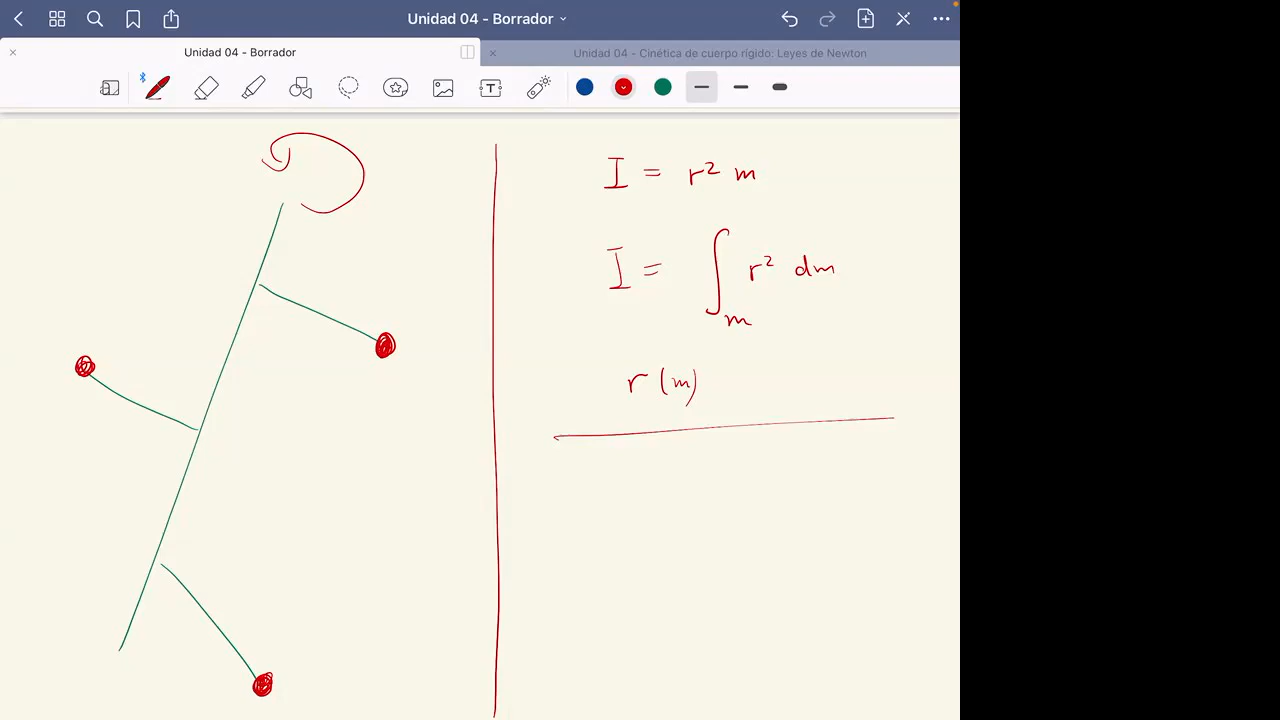 Unidad 04 - Borrador
Unidad 04 - Borrador
Unidad 04 - Cinética de cuerpo rígido: Leyes de Newton
T
I = r² m
I = ∫ₘ r² dm
r (m)